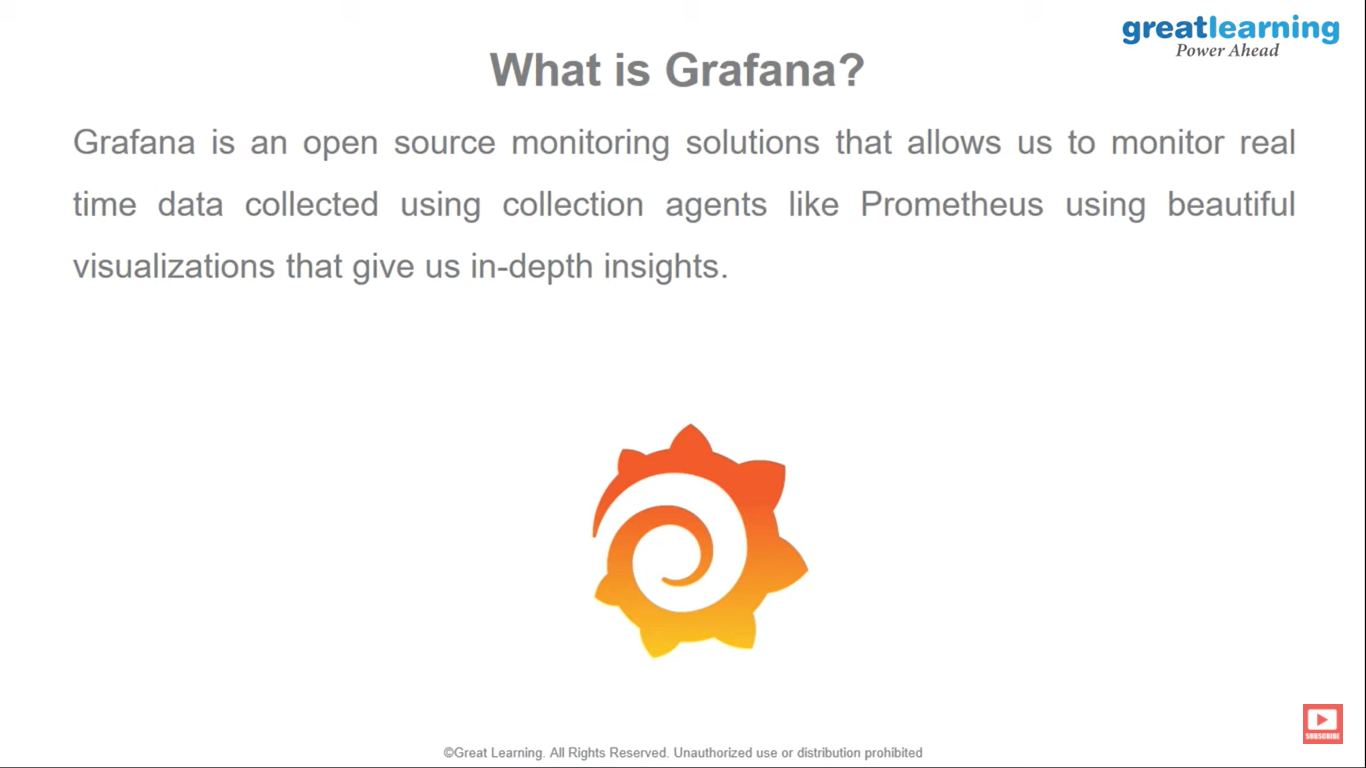 greatlearning
Power Ahead
What is Grafana?
Grafana is an open source monitoring solutions that allows us to monitor real
time data collected using collection agents like Prometheus using beautiful
visualizations that give us in-depth insights.
SUBSCRIBE
©Great Learning. All Rights Reserved. Unauthorized use or distribution prohibited